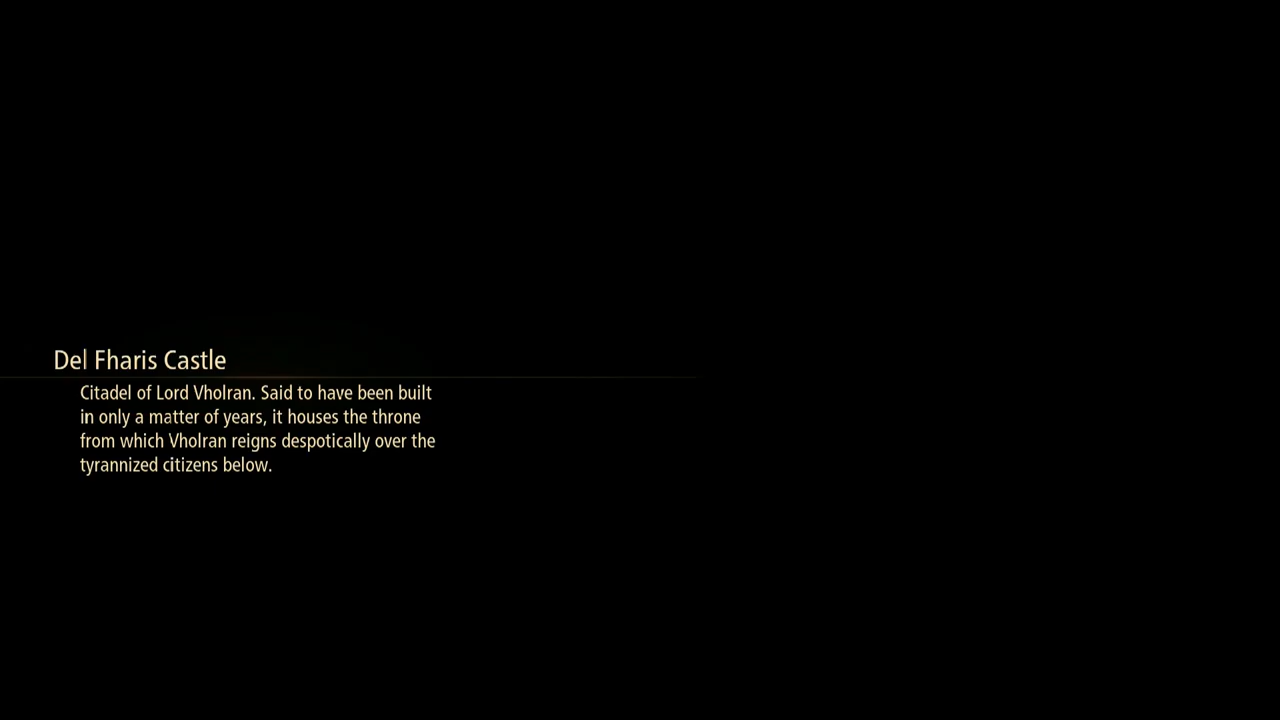 Del Fharis Castle
Citadel of Lord Vholran. Said to have been built
in only a matter of years, it houses the throne
from which Vholran reigns despotically over the
tyrannized citizens below.